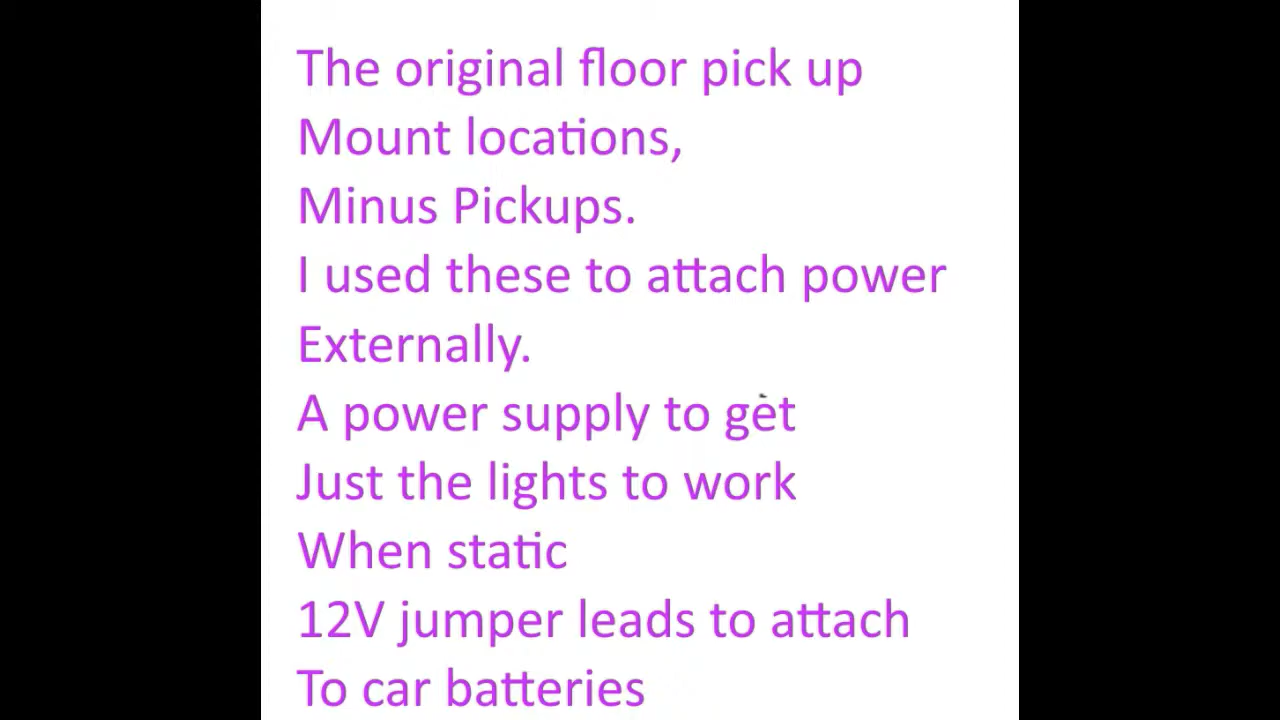 The original floor pick up
Mount locations,
Minus Pickups.
I used these to attach power
Externally.
A power supply to get
Just the lights to work
When static
12V jumper leads to attach
To car batteries